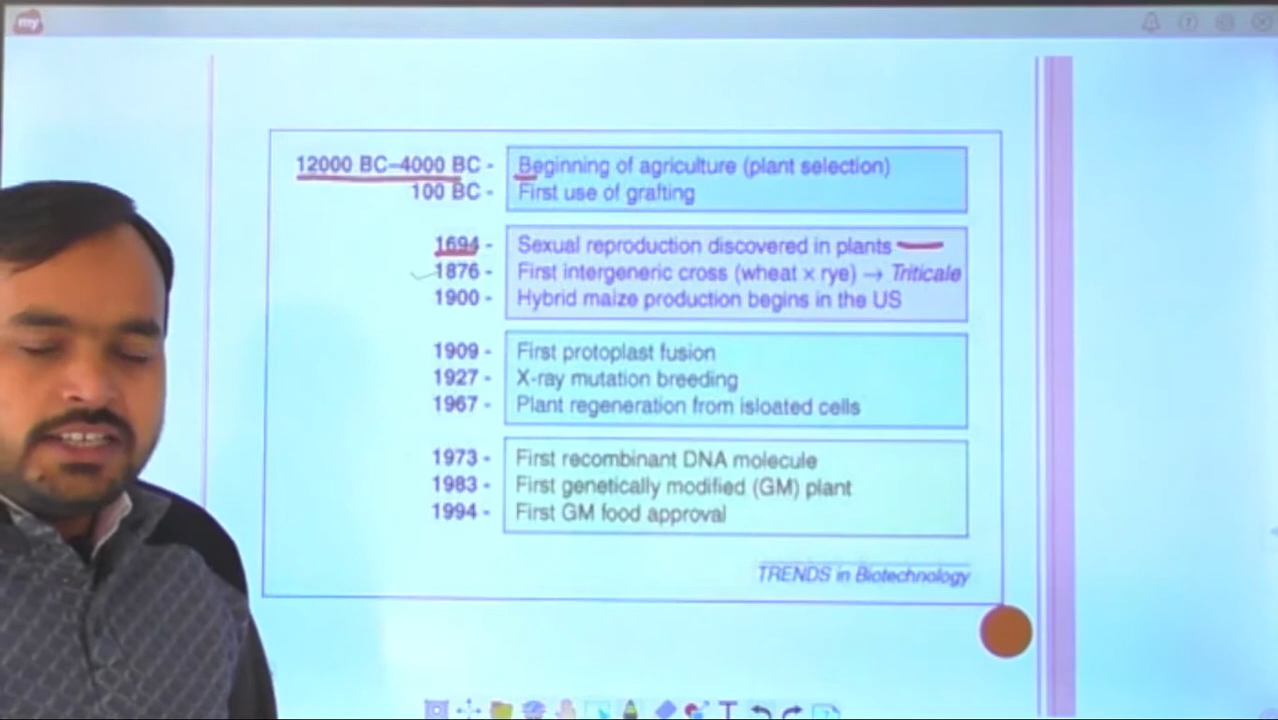 my
12000 BC–4000 BC - Beginning of agriculture (plant selection)
100 BC - First use of grafting
1694 - Sexual reproduction discovered in plants
1876 - First intergeneric cross (wheat × rye) → Triticale
1900 - Hybrid maize production begins in the US
1909 - First protoplast fusion
1927 - X-ray mutation breeding
1967 - Plant regeneration from isloated cells
1973 - First recombinant DNA molecule
1983 - First genetically modified (GM) plant
1994 - First GM food approval
TRENDS in Biotechnology